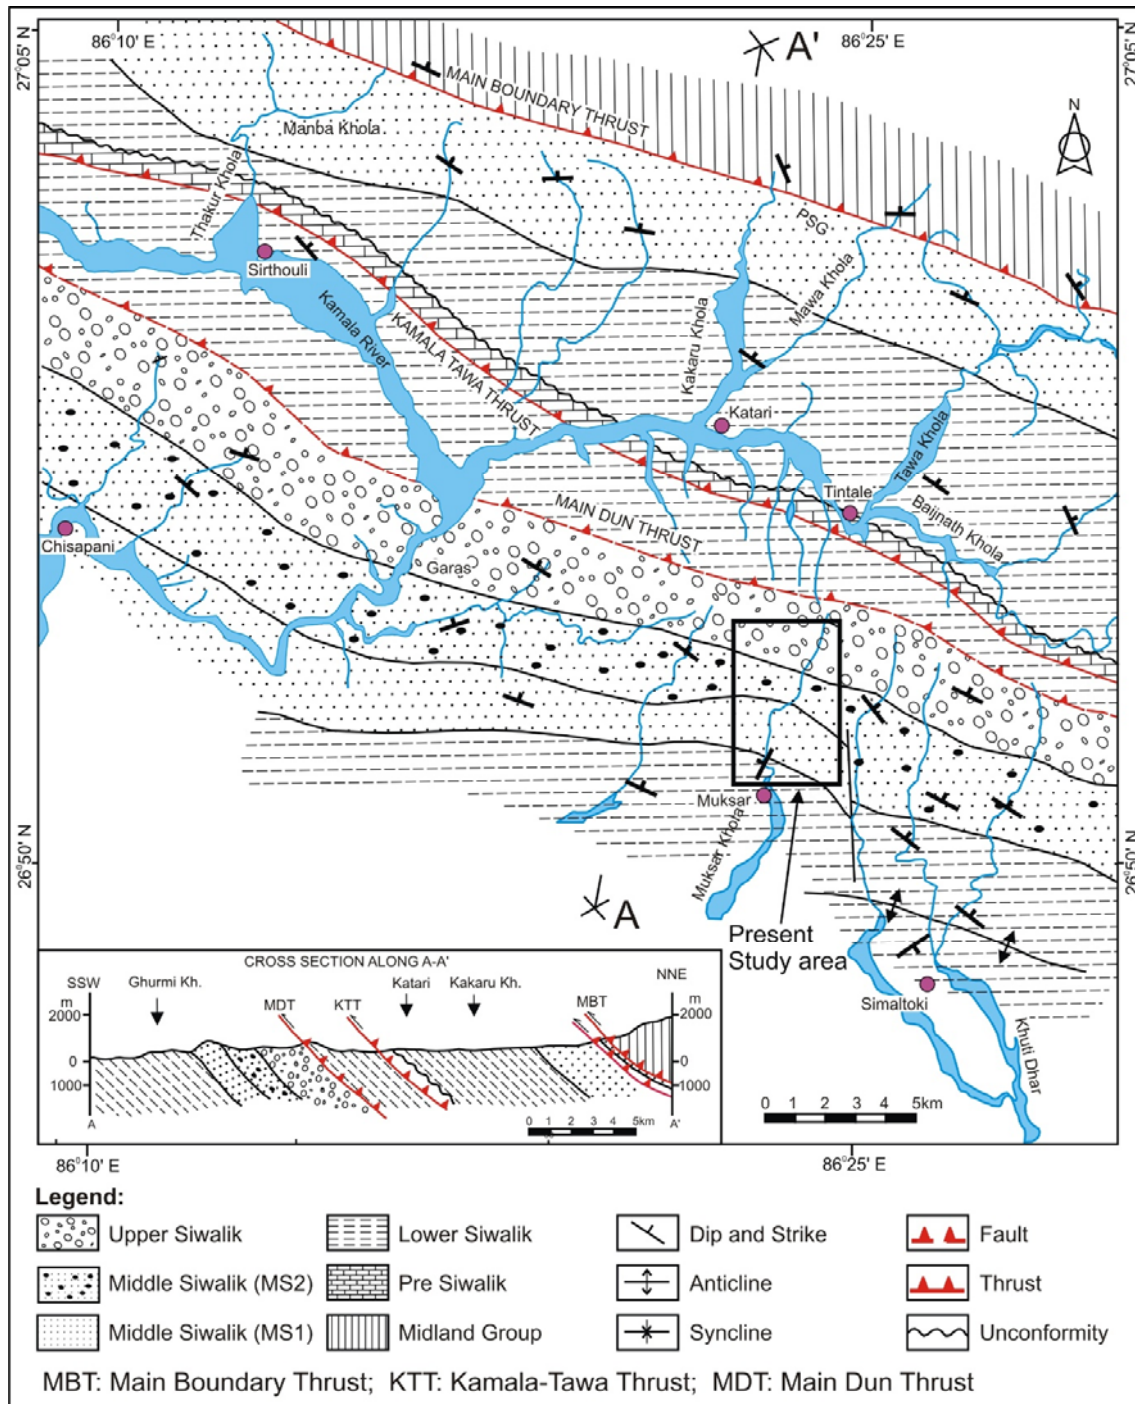 86°10' E
86°25' E
27°05' N
27°05' N
A'
N
MAIN BOUNDARY THRUST
Manba Khola
Thakur Khola
PSG
Sirthouli
Mawa Khola
Kakaru Khola
Kamala River
KAMALA TAWA THRUST
Katari
Tawa Khola
Tintale
Baijnath Khola
MAIN DUN THRUST
Chisapani
Garas
Muksar
Muksar Khola
26°50' N
26°50' N
A
Present
Study area
Simaltoki
Khuti Dhar
CROSS SECTION ALONG A-A'
SSW
Ghurmi Kh.
Katari
Kakaru Kh.
NNE
m
MDT
KTT
MBT
m
2000
2000
0
0
1000
1000
A
0 1 2 3 4 5km
A'
0 1 2 3 4 5km
86°10' E
86°25' E
Legend:
Upper Siwalik
Lower Siwalik
Dip and Strike
Fault
Middle Siwalik (MS2)
Pre Siwalik
Anticline
Thrust
Middle Siwalik (MS1)
Midland Group
Syncline
Unconformity
MBT: Main Boundary Thrust; KTT: Kamala-Tawa Thrust; MDT: Main Dun Thrust